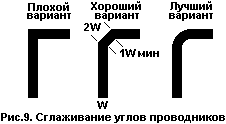 Плохой Хороший Лучший
вариант вариант вариант
2W
1W мин
W
Рис.9. Сглаживание углов проводников